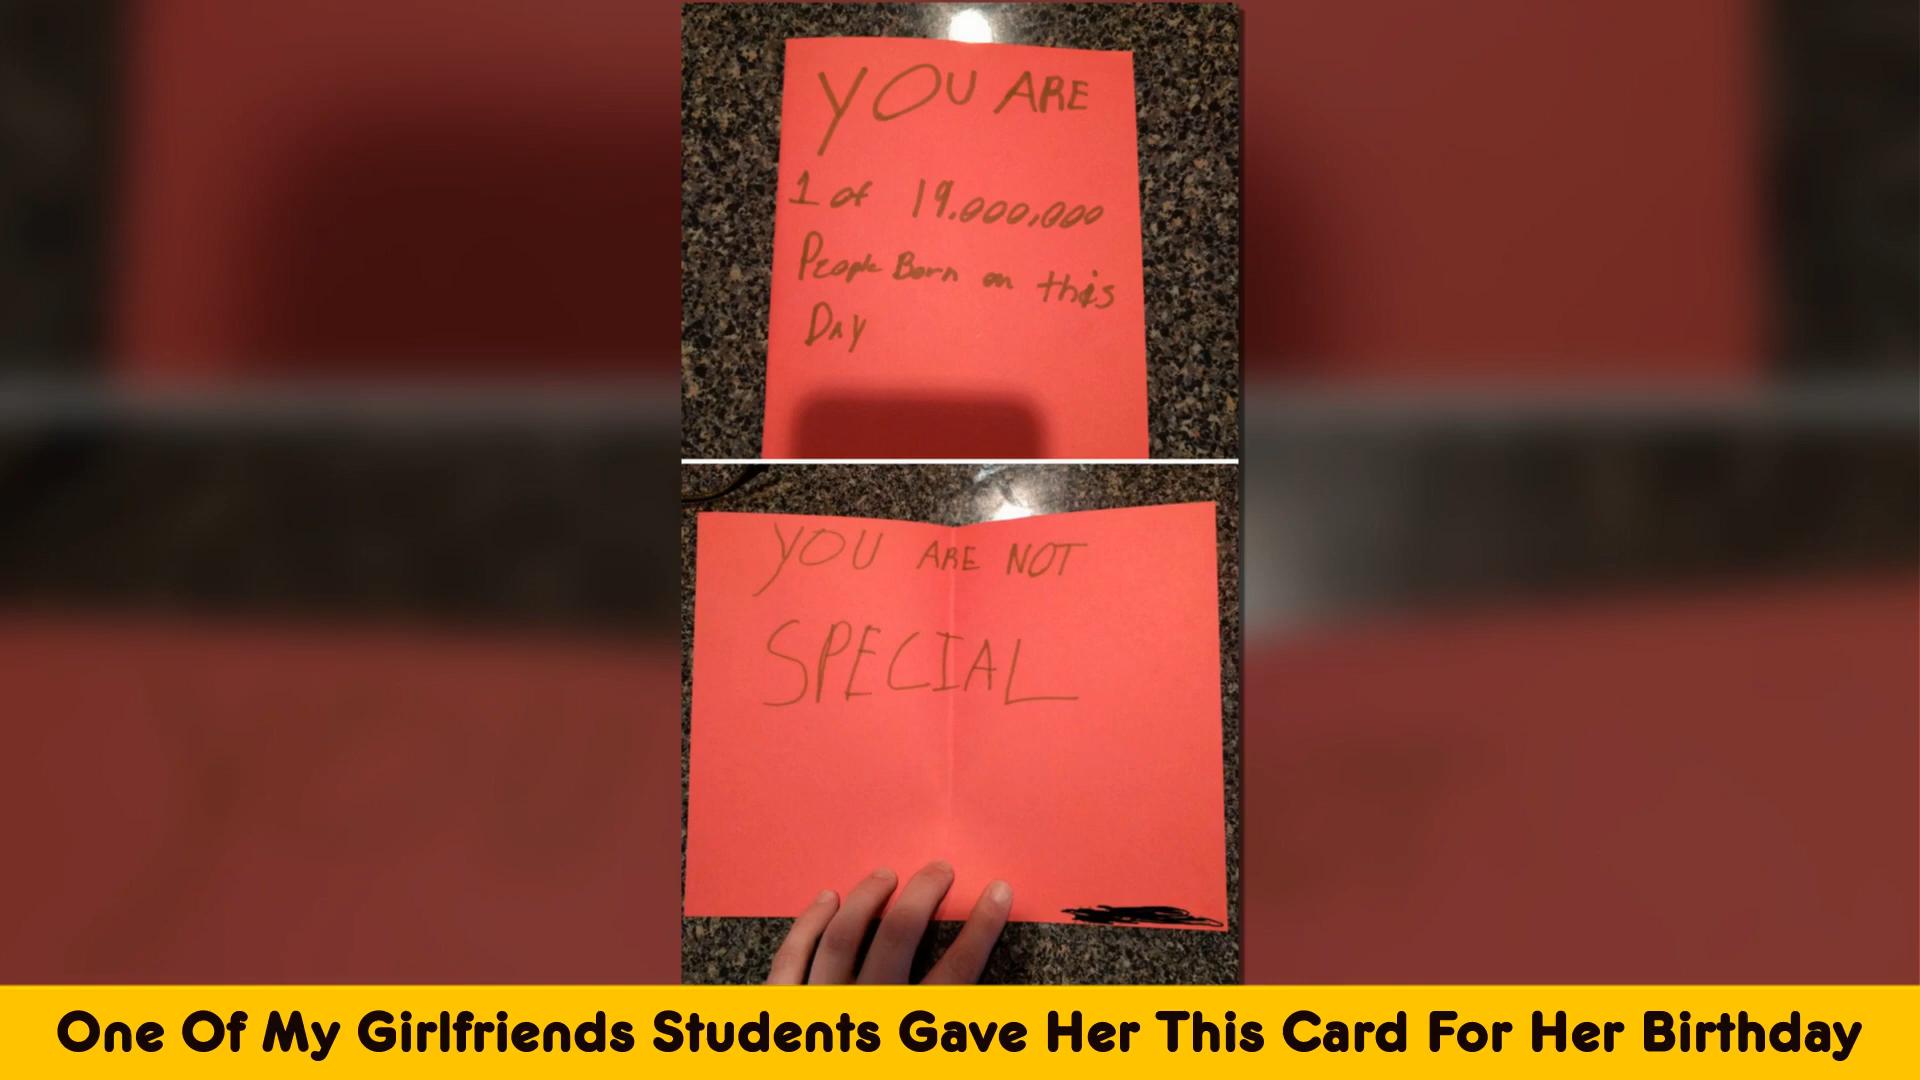 YOU ARE
1 of 19.000,000
People Born on this
DAY
YOU ARE NOT
SPECIAL
One Of My Girlfriends Students Gave Her This Card For Her Birthday